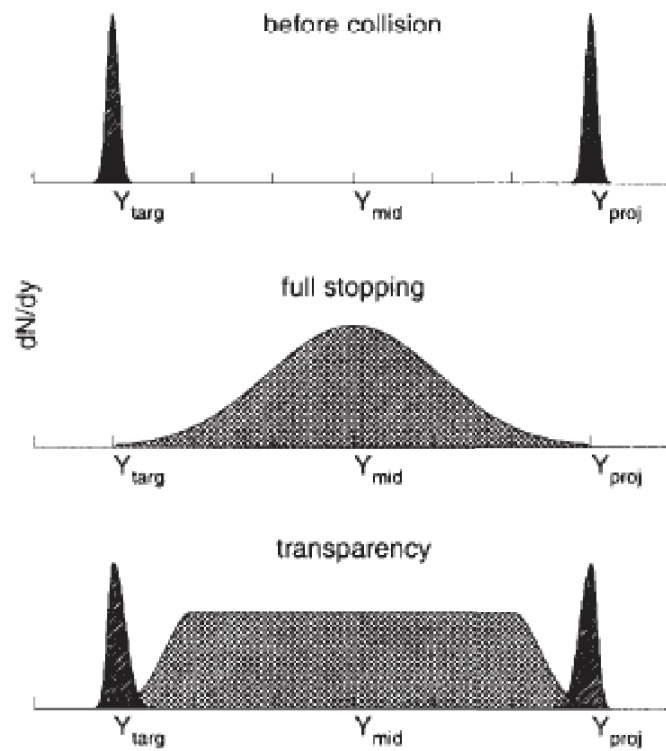 before collision
Y_targ Y_mid Y_proj
full stopping
dN/dy
Y_targ Y_mid Y_proj
transparency
Y_targ Y_mid Y_proj